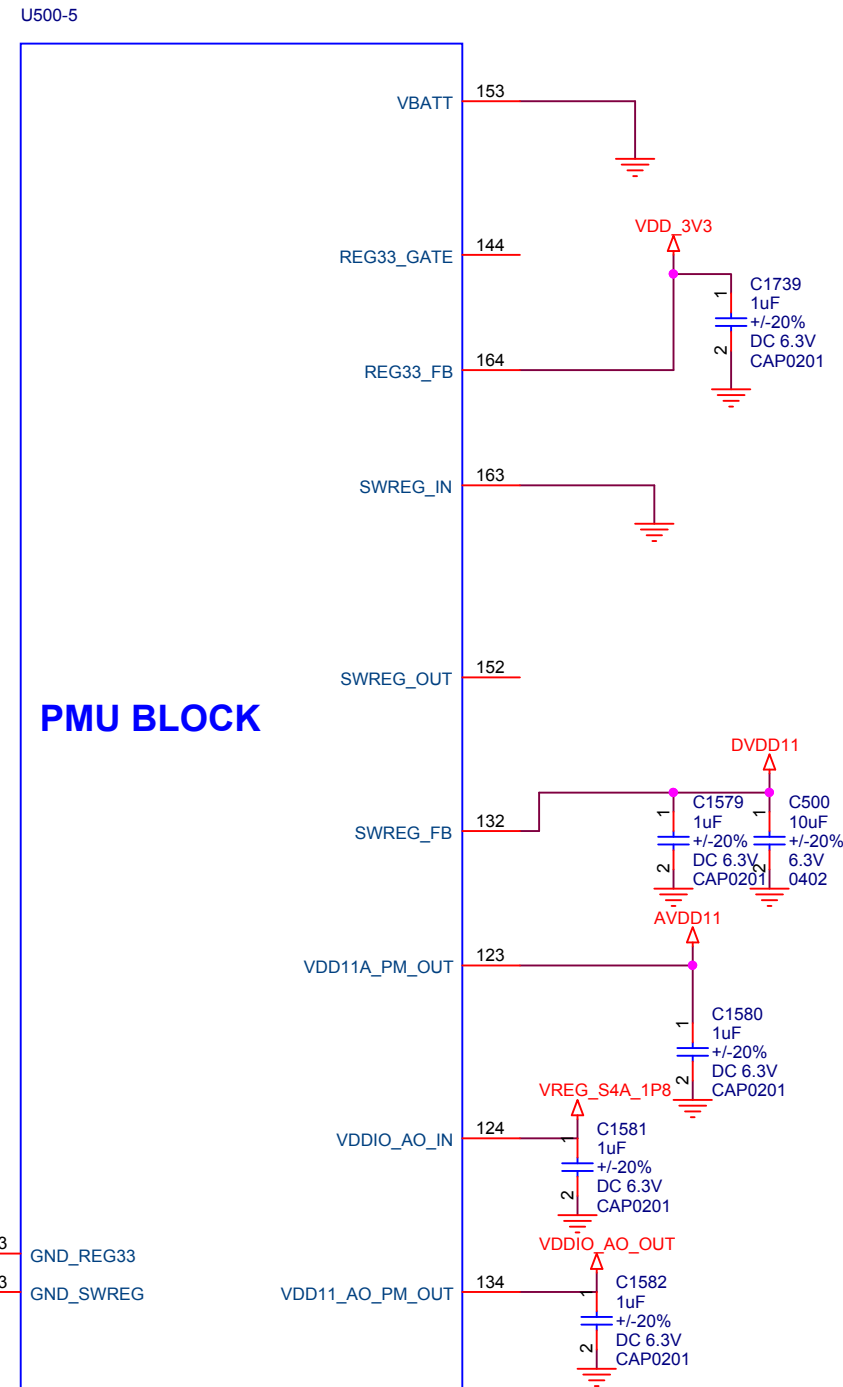 U500-5
VBATT
153
REG33_GATE
144
VDD_3V3
1
2
C1739
1uF
+/-20%
DC 6.3V
CAP0201
REG33_FB
164
SWREG_IN
163
SWREG_OUT
152
PMU BLOCK
DVDD11
SWREG_FB
132
1
2
C1579
1uF
+/-20%
DC 6.3V
CAP0201
1
2
C500
10uF
+/-20%
6.3V
0402
AVDD11
VDD11A_PM_OUT
123
1
2
C1580
1uF
+/-20%
DC 6.3V
CAP0201
VREG_S4A_1P8
VDDIO_AO_IN
124
1
2
C1581
1uF
+/-20%
DC 6.3V
CAP0201
3
GND_REG33
3
GND_SWREG
VDDIO_AO_OUT
VDD11_AO_PM_OUT
134
1
2
C1582
1uF
+/-20%
DC 6.3V
CAP0201